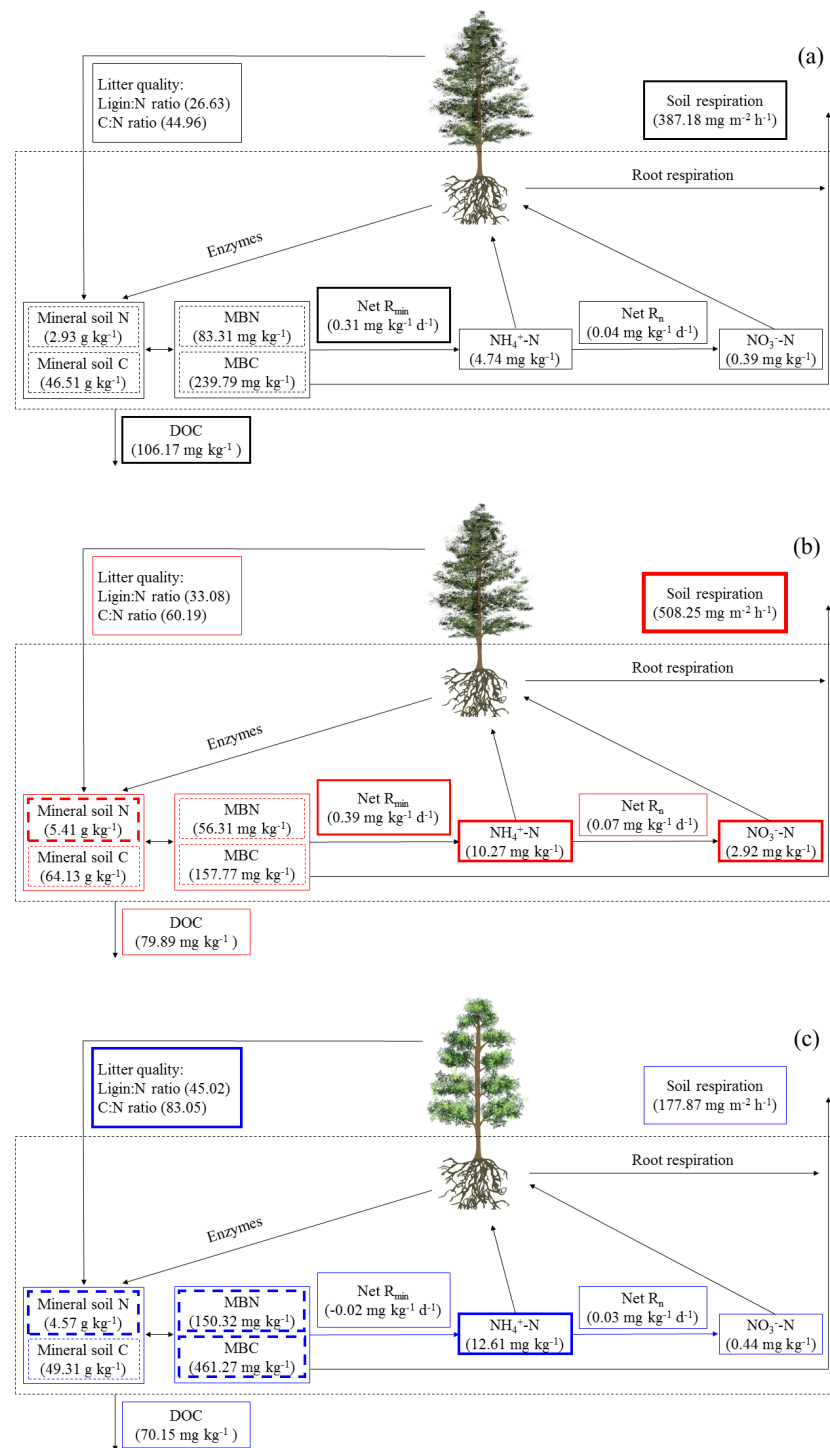 (a)
Litter quality:
Ligin:N ratio (26.63)
C:N ratio (44.96)
Soil respiration
(387.18 mg m⁻² h⁻¹)
Root respiration
Enzymes
Mineral soil N
(2.93 g kg⁻¹)
Mineral soil C
(46.51 g kg⁻¹)
MBN
(83.31 mg kg⁻¹)
MBC
(239.79 mg kg⁻¹)
Net Rmin
(0.31 mg kg⁻¹ d⁻¹)
NH₄⁺-N
(4.74 mg kg⁻¹)
Net Rn
(0.04 mg kg⁻¹ d⁻¹)
NO₃⁻-N
(0.39 mg kg⁻¹)
DOC
(106.17 mg kg⁻¹ )
(b)
Litter quality:
Ligin:N ratio (33.08)
C:N ratio (60.19)
Soil respiration
(508.25 mg m⁻² h⁻¹)
Root respiration
Enzymes
Mineral soil N
(5.41 g kg⁻¹)
Mineral soil C
(64.13 g kg⁻¹)
MBN
(56.31 mg kg⁻¹)
MBC
(157.77 mg kg⁻¹)
Net Rmin
(0.39 mg kg⁻¹ d⁻¹)
NH₄⁺-N
(10.27 mg kg⁻¹)
Net Rn
(0.07 mg kg⁻¹ d⁻¹)
NO₃⁻-N
(2.92 mg kg⁻¹)
DOC
(79.89 mg kg⁻¹ )
(c)
Litter quality:
Ligin:N ratio (45.02)
C:N ratio (83.05)
Soil respiration
(177.87 mg m⁻² h⁻¹)
Root respiration
Enzymes
Mineral soil N
(4.57 g kg⁻¹)
Mineral soil C
(49.31 g kg⁻¹)
MBN
(150.32 mg kg⁻¹)
MBC
(461.27 mg kg⁻¹)
Net Rmin
(-0.02 mg kg⁻¹ d⁻¹)
NH₄⁺-N
(12.61 mg kg⁻¹)
Net Rn
(0.03 mg kg⁻¹ d⁻¹)
NO₃⁻-N
(0.44 mg kg⁻¹)
DOC
(70.15 mg kg⁻¹ )